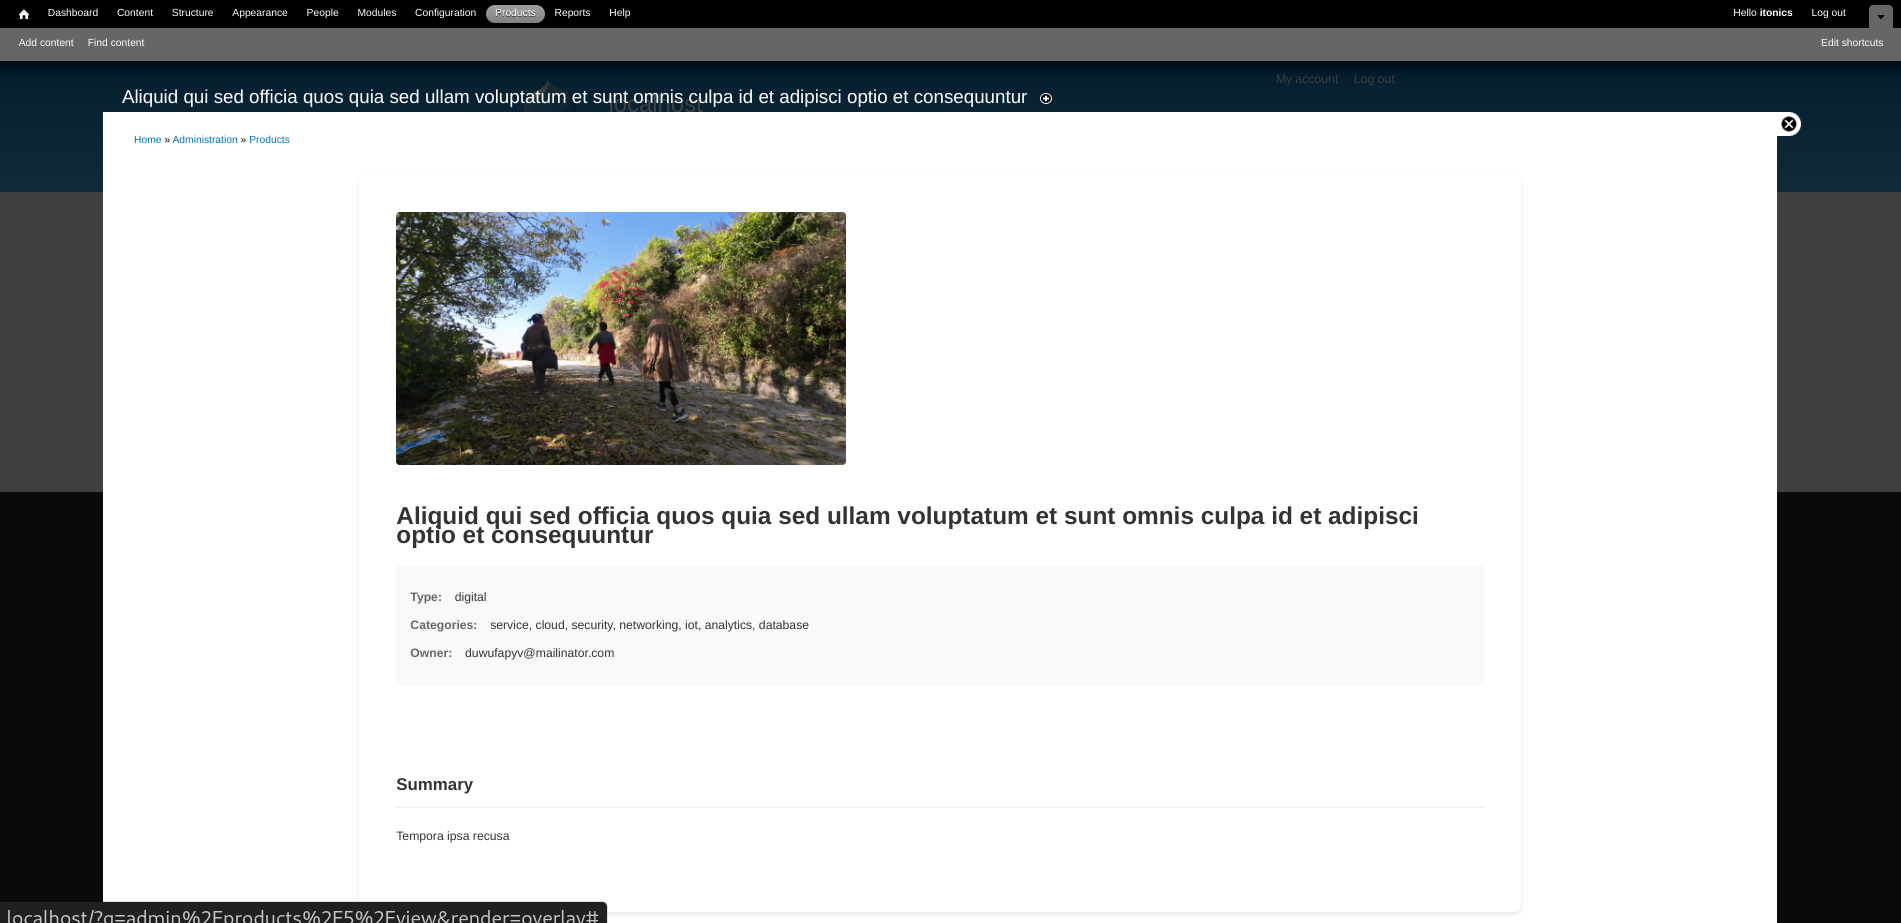 Dashboard Content Structure Appearance People Modules Configuration Products Reports Help Hello itonics Log out
Add content Find content Edit shortcuts
My account Log out
Aliquid qui sed officia quos quia sed ullam voluptatum et sunt omnis culpa id et adipisci optio et consequuntur
localhost
Home » Administration » Products
Aliquid qui sed officia quos quia sed ullam voluptatum et sunt omnis culpa id et adipisci
optio et consequuntur
Type: digital
Categories: service, cloud, security, networking, iot, analytics, database
Owner: duwufapyv@mailinator.com
Summary
Tempora ipsa recusa
localhost/?q=admin%2Fproducts%2F5%2Fview&render=overlay#